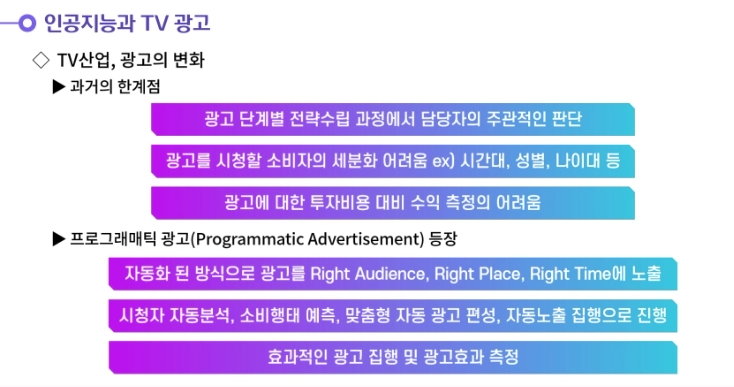 인공지능과 TV 광고
◇ TV산업, 광고의 변화
▶ 과거의 한계점
광고 단계별 전략수립 과정에서 담당자의 주관적인 판단
광고를 시청할 소비자의 세분화 어려움 ex) 시간대, 성별, 나이대 등
광고에 대한 투자비용 대비 수익 측정의 어려움
▶ 프로그래매틱 광고(Programmatic Advertisement) 등장
자동화 된 방식으로 광고를 Right Audience, Right Place, Right Time에 노출
시청자 자동분석, 소비행태 예측, 맞춤형 자동 광고 편성, 자동노출 집행으로 진행
효과적인 광고 집행 및 광고효과 측정